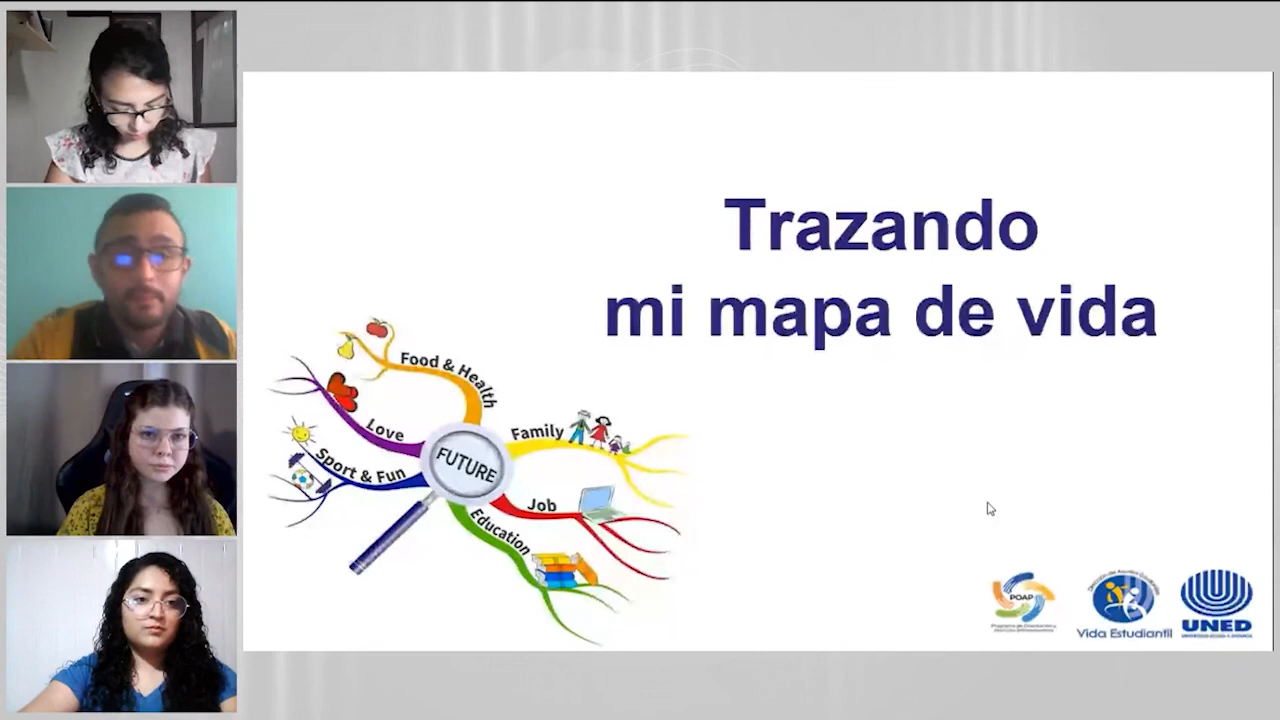 Trazando
mi mapa de vida
Food & Health
Love
Family
Sport & Fun
FUTURE
Job
Education
POAP
Vida Estudiantil
UNED